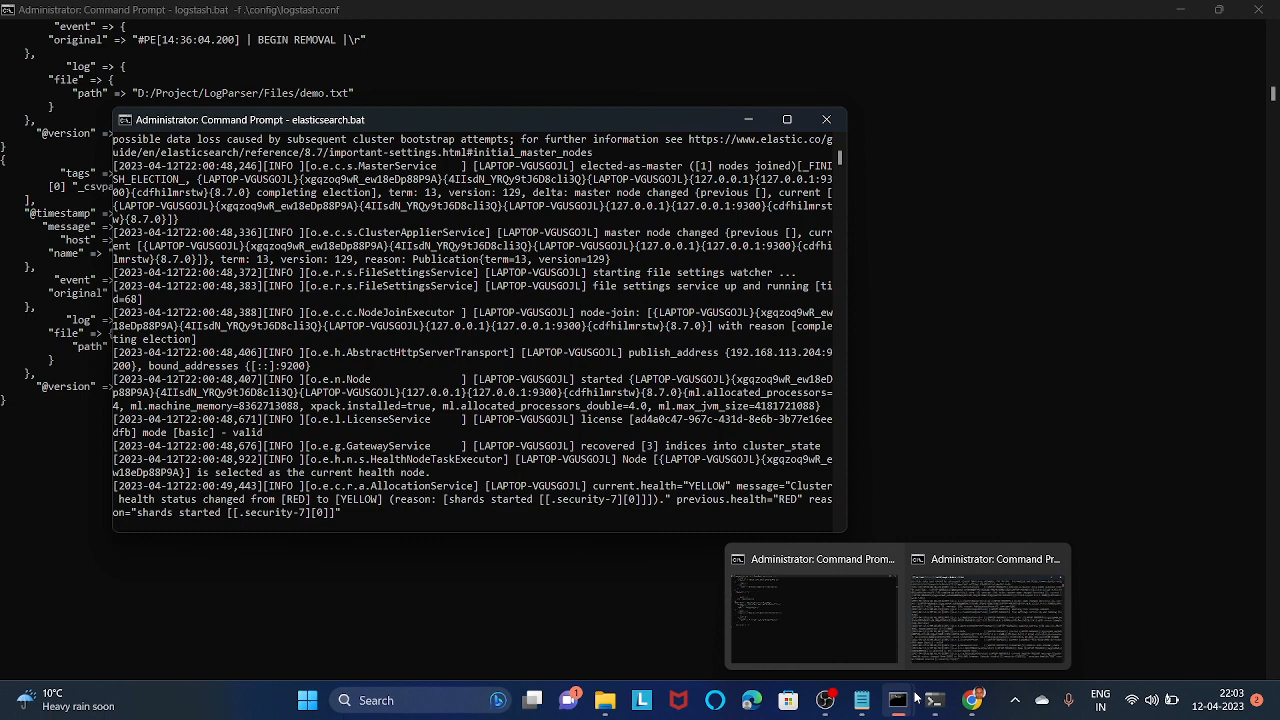 Administrator: Command Prompt - logstash.bat  -f .\config\logstash.conf
"event" => {
"original" => "#PE[14:36:04.200] | BEGIN REMOVAL |\r"
},
"log" => {
"file" => {
"path" => "D:/Project/LogParser/Files/demo.txt"
}
},
"@version" =>
}
{
"tags" =>
[0] "_csvpa
],
"@timestamp" =>
"message" =>
"host" =>
"name" =>
},
"event" =>
"original"
},
"log" =>
"file" =>
"path"
}
},
"@version" =>
}
Administrator: Command Prompt - elasticsearch.bat
possible data loss caused by subsequent cluster bootstrap attempts; for further information see https://www.elastic.co/g
uide/en/elasticsearch/reference/8.7/important-settings.html#initial_master_nodes
[2023-04-12T22:00:48,246][INFO ][o.e.c.s.MasterService    ] [LAPTOP-VGUSGOJL] elected-as-master ([1] nodes joined)[_FINI
SH_ELECTION_, {LAPTOP-VGUSGOJL}{xgqzoq9wR_ew18eDp88P9A}{4IIsdN_YRQy9tJ6D8cli3Q}{LAPTOP-VGUSGOJL}{127.0.0.1}{127.0.0.1:93
00}{cdfhilmrstw}{8.7.0} completing election], term: 13, version: 129, delta: master node changed {previous [], current [
{LAPTOP-VGUSGOJL}{xgqzoq9wR_ew18eDp88P9A}{4IIsdN_YRQy9tJ6D8cli3Q}{LAPTOP-VGUSGOJL}{127.0.0.1}{127.0.0.1:9300}{cdfhilmrst
w}{8.7.0}]}
[2023-04-12T22:00:48,336][INFO ][o.e.c.s.ClusterApplierService] [LAPTOP-VGUSGOJL] master node changed {previous [], curr
ent [{LAPTOP-VGUSGOJL}{xgqzoq9wR_ew18eDp88P9A}{4IIsdN_YRQy9tJ6D8cli3Q}{LAPTOP-VGUSGOJL}{127.0.0.1}{127.0.0.1:9300}{cdfhi
lmrstw}{8.7.0}]}, term: 13, version: 129, reason: Publication{term=13, version=129}
[2023-04-12T22:00:48,372][INFO ][o.e.r.s.FileSettingsService] [LAPTOP-VGUSGOJL] starting file settings watcher ...
[2023-04-12T22:00:48,383][INFO ][o.e.r.s.FileSettingsService] [LAPTOP-VGUSGOJL] file settings service up and running [ti
d=68]
[2023-04-12T22:00:48,388][INFO ][o.e.c.c.NodeJoinExecutor ] [LAPTOP-VGUSGOJL] node-join: [{LAPTOP-VGUSGOJL}{xgqzoq9wR_ew
18eDp88P9A}{4IIsdN_YRQy9tJ6D8cli3Q}{LAPTOP-VGUSGOJL}{127.0.0.1}{127.0.0.1:9300}{cdfhilmrstw}{8.7.0}] with reason [comple
ting election]
[2023-04-12T22:00:48,406][INFO ][o.e.h.AbstractHttpServerTransport] [LAPTOP-VGUSGOJL] publish_address {192.168.113.204:9
200}, bound_addresses {[::]:9200}
[2023-04-12T22:00:48,407][INFO ][o.e.n.Node               ] [LAPTOP-VGUSGOJL] started {LAPTOP-VGUSGOJL}{xgqzoq9wR_ew18eD
p88P9A}{4IIsdN_YRQy9tJ6D8cli3Q}{LAPTOP-VGUSGOJL}{127.0.0.1}{127.0.0.1:9300}{cdfhilmrstw}{8.7.0}{ml.allocated_processors=
4, ml.machine_memory=8362713088, xpack.installed=true, ml.allocated_processors_double=4.0, ml.max_jvm_size=4181721088}
[2023-04-12T22:00:48,671][INFO ][o.e.l.LicenseService     ] [LAPTOP-VGUSGOJL] license [ad4a0c47-967c-431d-8e6b-3b77e16ee
dfb] mode [basic] - valid
[2023-04-12T22:00:48,676][INFO ][o.e.g.GatewayService     ] [LAPTOP-VGUSGOJL] recovered [3] indices into cluster_state
[2023-04-12T22:00:48,922][INFO ][o.e.h.n.s.HealthNodeTaskExecutor] [LAPTOP-VGUSGOJL] Node [{LAPTOP-VGUSGOJL}{xgqzoq9wR_e
w18eDp88P9A}] is selected as the current health node.
[2023-04-12T22:00:49,443][INFO ][o.e.c.r.a.AllocationService] [LAPTOP-VGUSGOJL] current.health="YELLOW" message="Cluster
health status changed from [RED] to [YELLOW] (reason: [shards started [[.security-7][0]]])." previous.health="RED" reas
on="shards started [[.security-7][0]]"
Administrator: Command Prom...
Administrator: Command Pr...
10°C
Heavy rain soon
Search
ENG
IN
22:03
12-04-2023
2